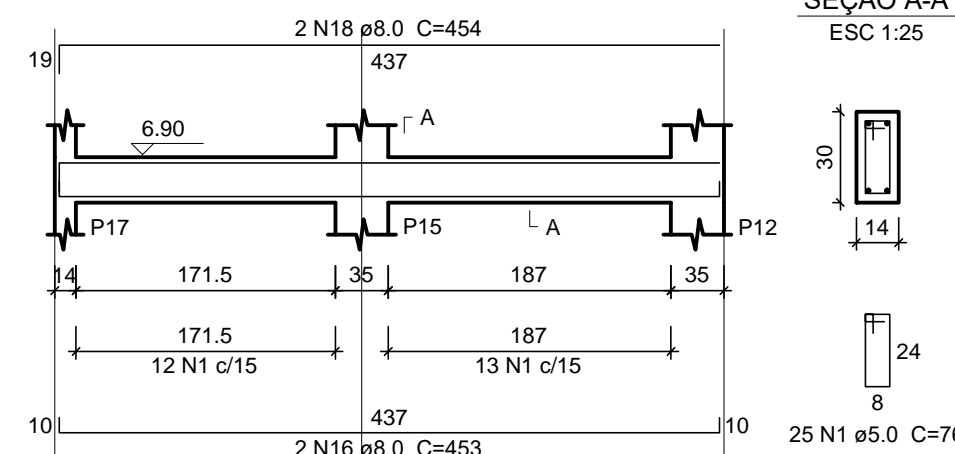 SEÇÃO A-A
ESC 1:25
2 N18 ø8.0 C=454
19
437
A
6.90
30
P17
P15
A
P12
14
14
171.5
35
187
35
171.5
187
12 N1 c/15
13 N1 c/15
24
8
10
437
10
2 N16 ø8.0 C=453
25 N1 ø5.0 C=76